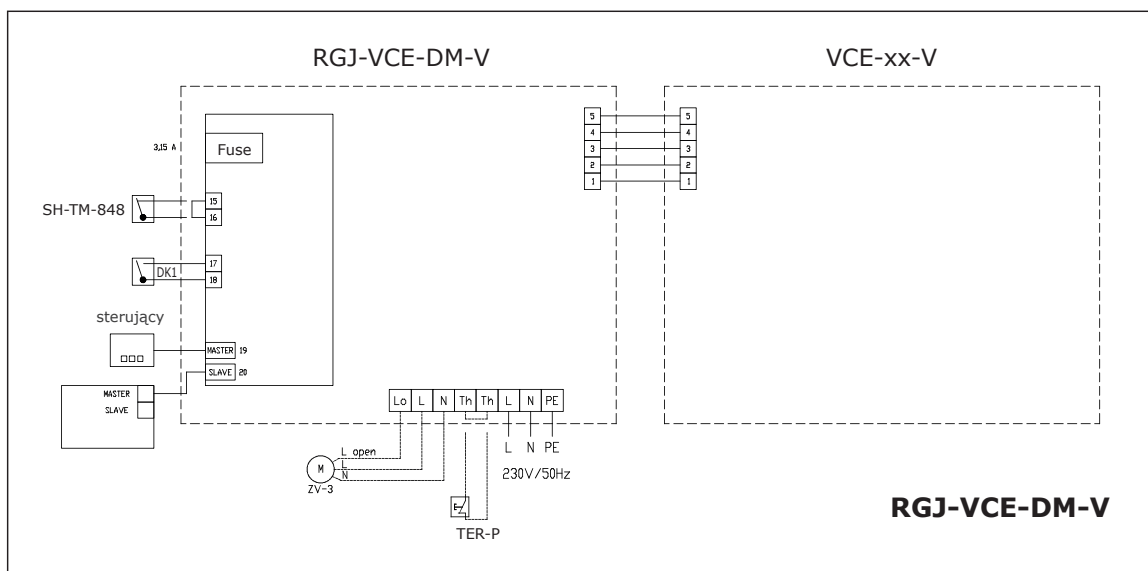 RGJ-VCE-DM-V
VCE-xx-V
3,15 A
Fuse
SH-TM-848
15
16
DK1
17
18
sterujący
MASTER 19
SLAVE 20
MASTER
SLAVE
5
4
3
2
1
5
4
3
2
1
Lo L N Th Th L N PE
L open
L
N
M
ZV-3
L N PE
230V/50Hz
TER-P
RGJ-VCE-DM-V